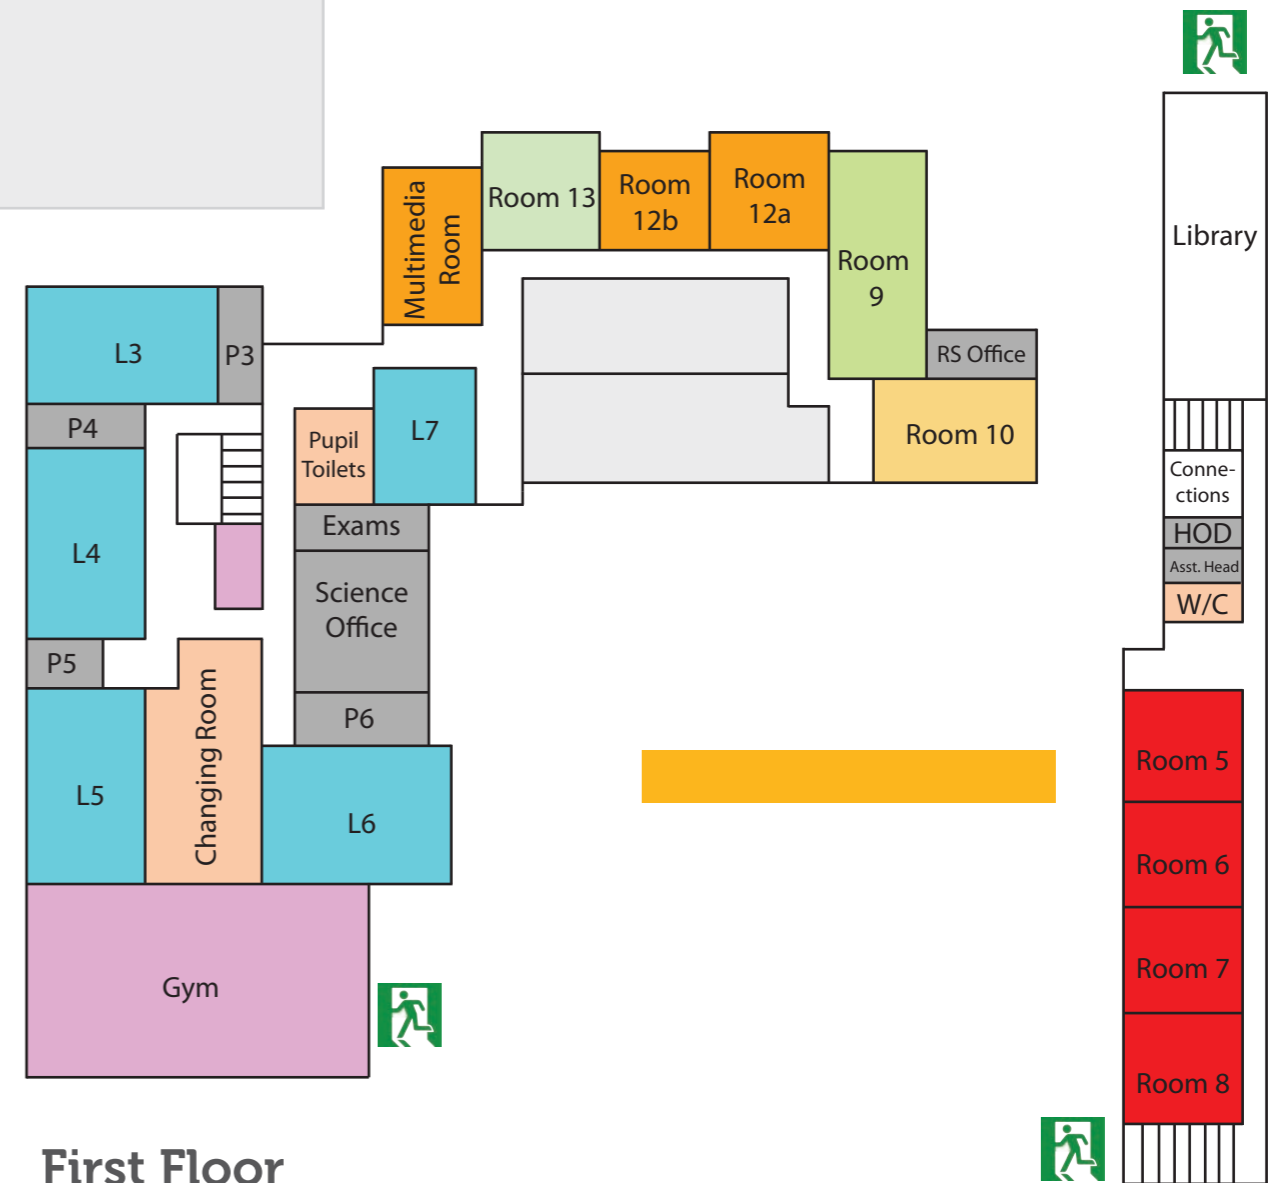 Room 13
Room
12b
Room
12a
Multimedia
Room
Library
Room
9
L3
P3
RS Office
P4
Pupil
Toilets
L7
Room 10
Conne-
ctions
Exams
HOD
L4
Asst. Head
Science
Office
W/C
P5
P6
Room 5
L5
Changing Room
L6
Room 6
Gym
Room 7
Room 8
First Floor